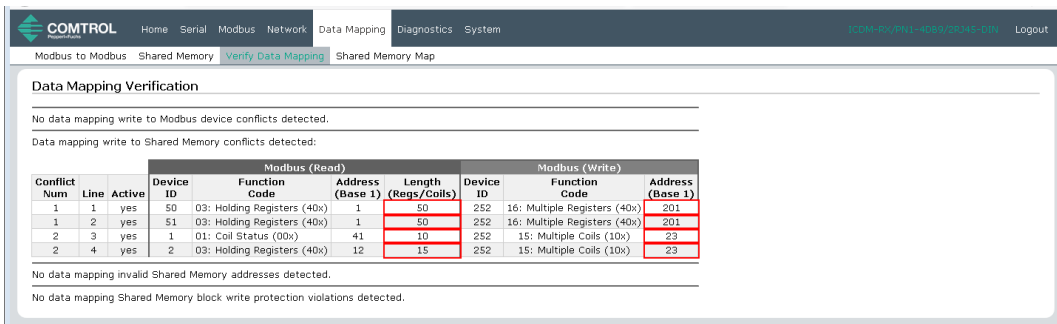 COMTROL Home Serial Modbus Network Data Mapping Diagnostics System ICDM-RX/PN1-4DB9/2RJ45-DIN Logout
Pepperl+Fuchs
Modbus to Modbus Shared Memory Verify Data Mapping Shared Memory Map
Data Mapping Verification
No data mapping write to Modbus device conflicts detected.
Data mapping write to Shared Memory conflicts detected:
Modbus (Read) Modbus (Write)
Conflict Num Line Active Device ID Function Code Address (Base 1) Length (Regs/Coils) Device ID Function Code Address (Base 1)
1 1 yes 50 03: Holding Registers (40x) 1 50 252 16: Multiple Registers (40x) 201
1 2 yes 51 03: Holding Registers (40x) 1 50 252 16: Multiple Registers (40x) 201
2 3 yes 1 01: Coil Status (00x) 41 10 252 15: Multiple Coils (10x) 23
2 4 yes 2 03: Holding Registers (40x) 12 15 252 15: Multiple Coils (10x) 23
No data mapping invalid Shared Memory addresses detected.
No data mapping Shared Memory block write protection violations detected.